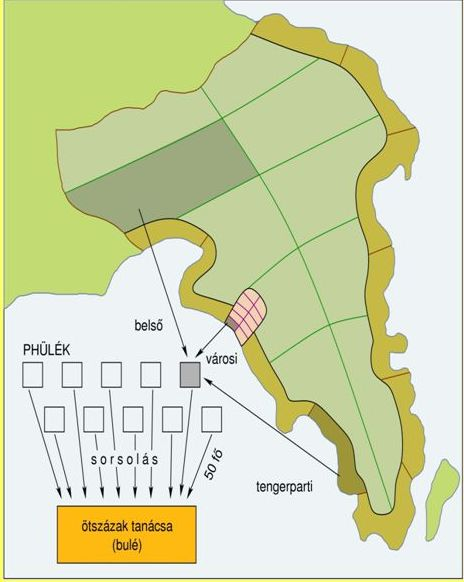 belső
PHÜLÉK
városi
sorsolás
50 fő
tengerparti
ötszázak tanácsa
(bulé)